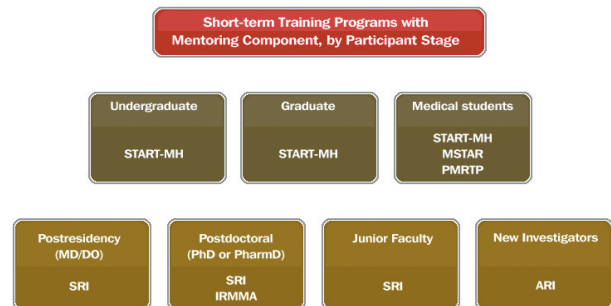 Short-term Training Programs with
Mentoring Component, by Participant Stage
Undergraduate
START-MH
Graduate
START-MH
Medical students
START-MH
MSTAR
PMRTP
Postresidency
(MD/DO)
SRI
Postdoctoral
(PhD or PharmD)
SRI
IRMMA
Junior Faculty
SRI
New Investigators
ARI